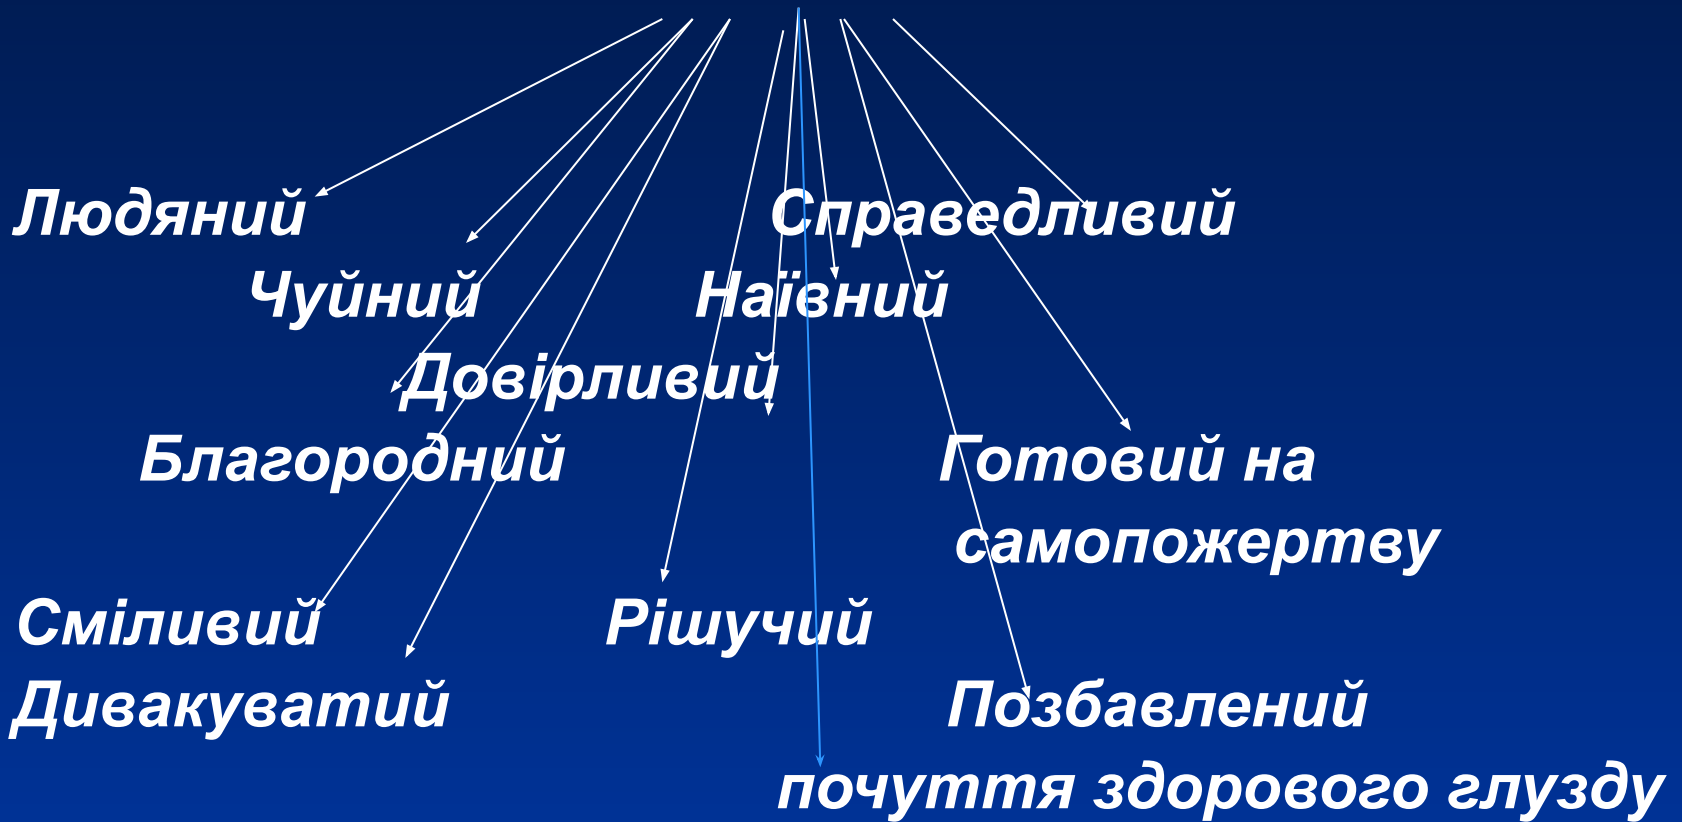 Людяний Справедливий
Чуйний Наївний
Довірливий
Благородний Готовий на
самопожертву
Сміливий Рішучий
Дивакуватий Позбавлений
почуття здорового глузду